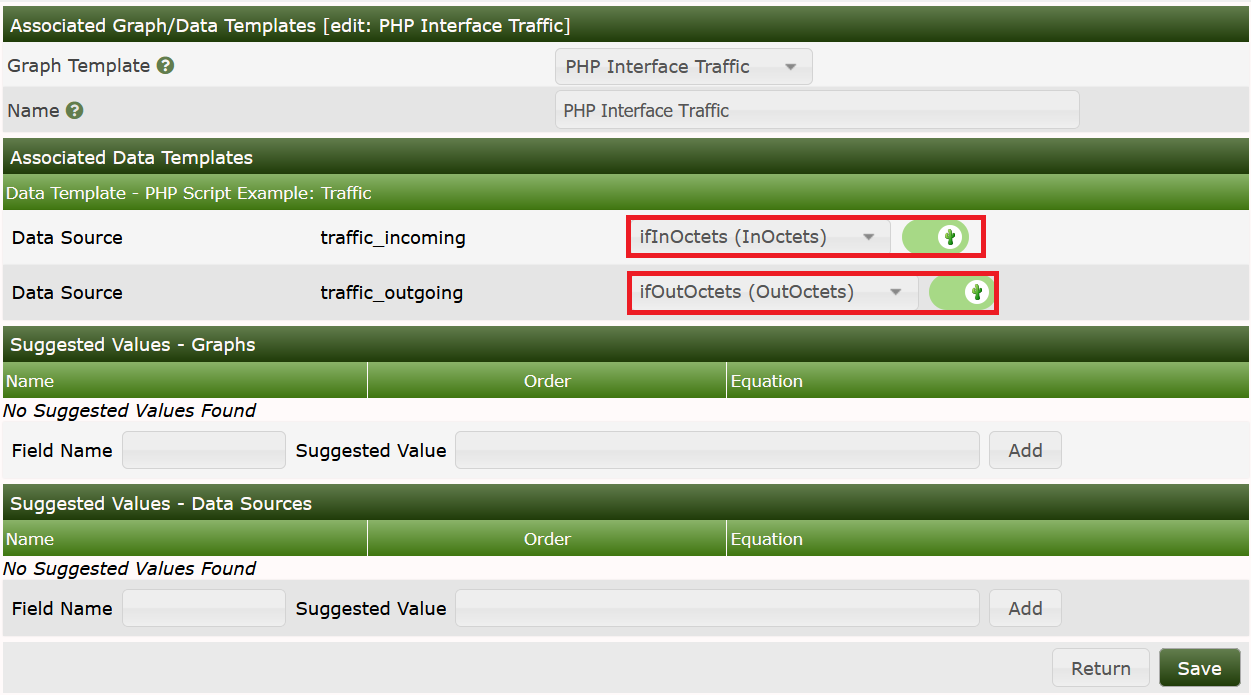 Associated Graph/Data Templates [edit: PHP Interface Traffic]
Graph Template ? PHP Interface Traffic
Name ? PHP Interface Traffic
Associated Data Templates
Data Template - PHP Script Example: Traffic
Data Source traffic_incoming ifInOctets (InOctets)
Data Source traffic_outgoing ifOutOctets (OutOctets)
Suggested Values - Graphs
Name Order Equation
No Suggested Values Found
Field Name Suggested Value Add
Suggested Values - Data Sources
Name Order Equation
No Suggested Values Found
Field Name Suggested Value Add
Return Save